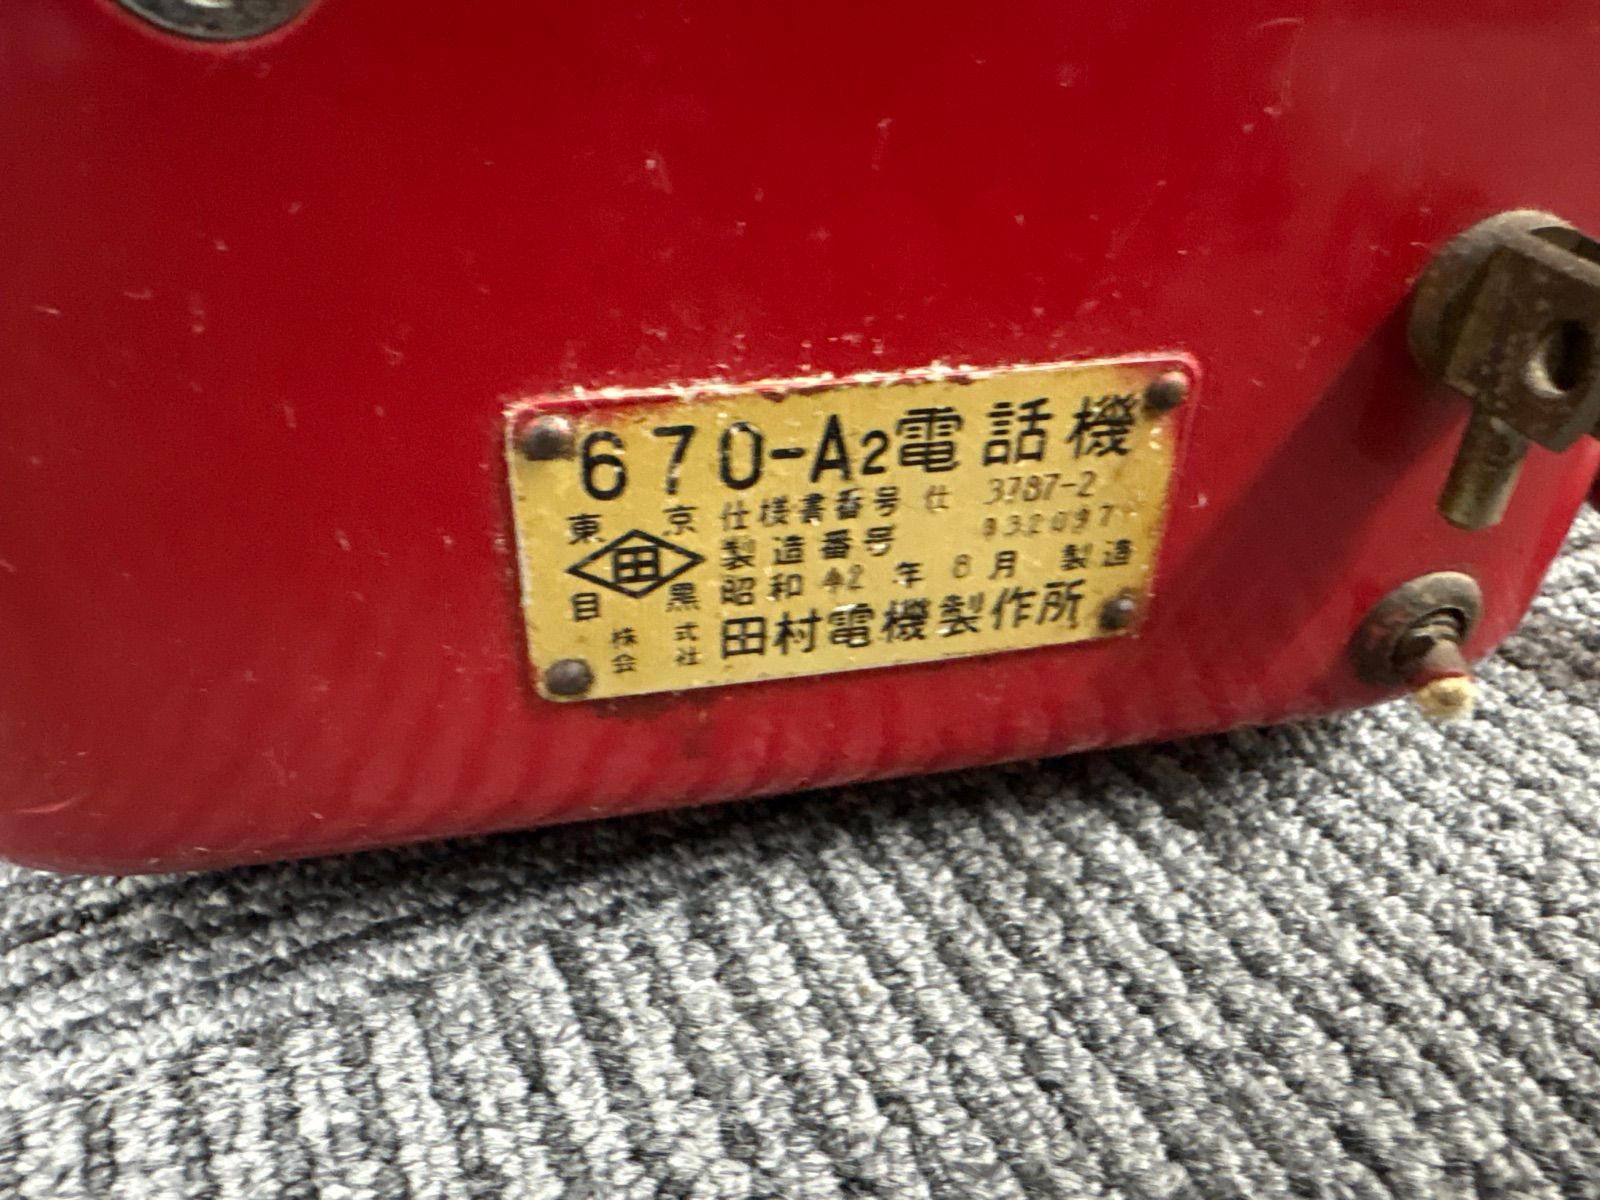 670-A2電話機
東京 仕様書番号 仕 3787-2
田 製造番号 832097
目黒 昭和 42 年 8月 製造
株式会社 田村電機製作所